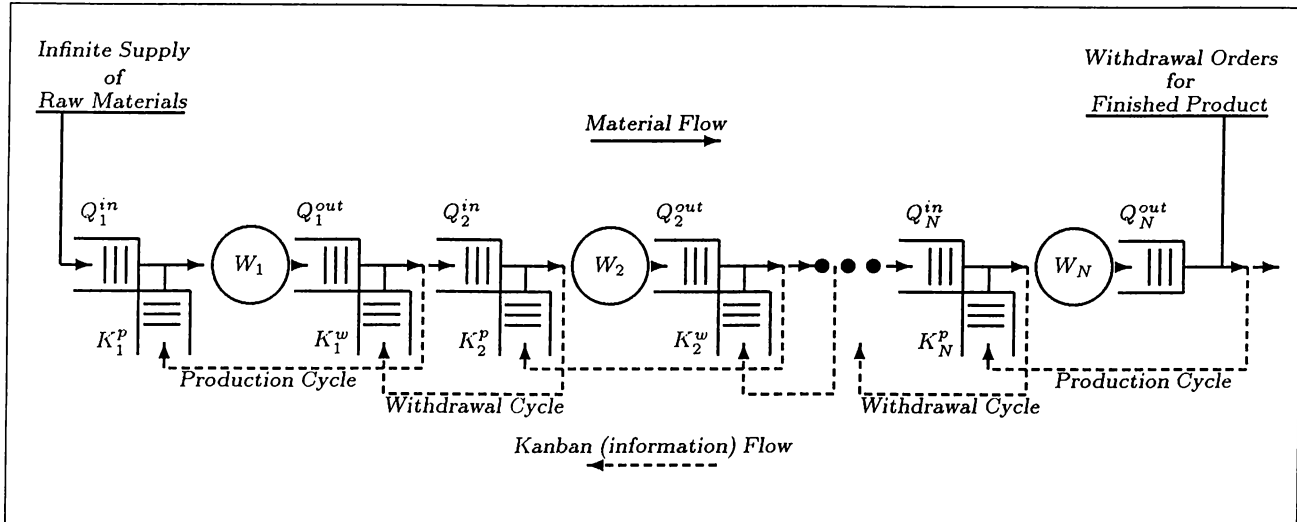 Infinite Supply
of
Raw Materials
Withdrawal Orders
for
Finished Product
Material Flow
Q_1^{in}
Q_1^{out}
Q_2^{in}
Q_2^{out}
Q_N^{in}
Q_N^{out}
W_1
W_2
W_N
K_1^p
K_1^w
K_2^p
K_2^w
K_N^p
Production Cycle
Withdrawal Cycle
Withdrawal Cycle
Production Cycle
Kanban (information) Flow